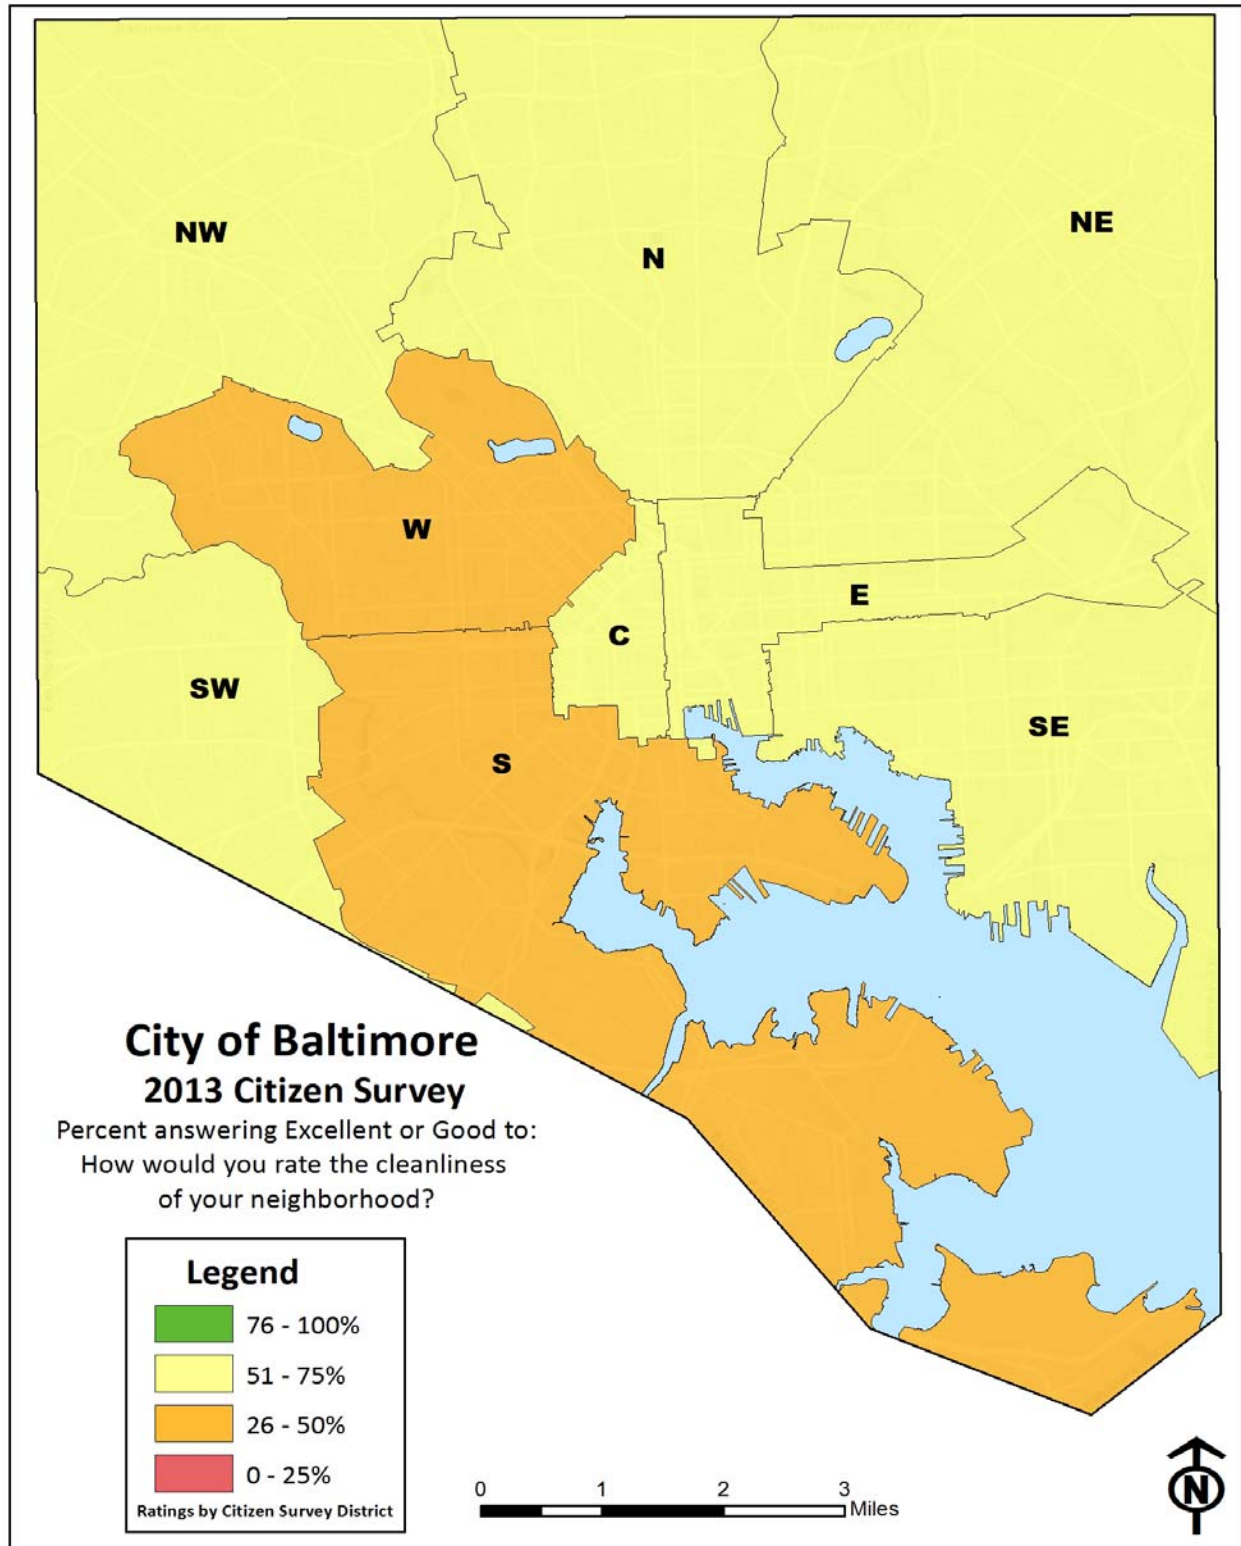 NW
N
NE
W
E
C
SW
SE
S
City of Baltimore
2013 Citizen Survey
Percent answering Excellent or Good to:
How would you rate the cleanliness
of your neighborhood?
Legend
76 - 100%
51 - 75%
26 - 50%
0 - 25%
Ratings by Citizen Survey District
0 1 2 3
Miles
N